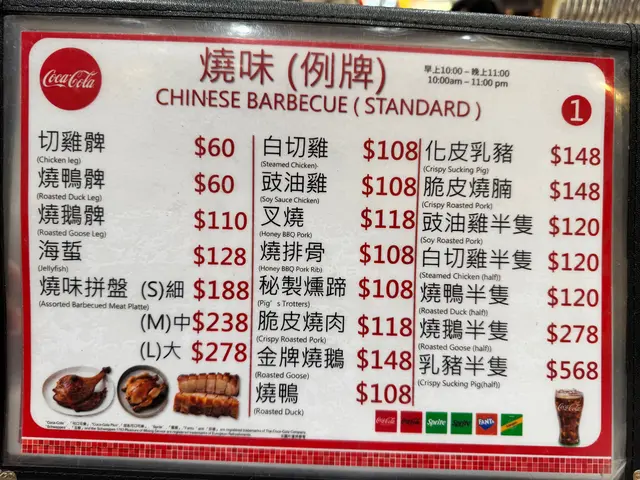 Coca-Cola
燒味 (例牌)
早上10:00 – 晚上11:00
10:00am – 11:00 pm
CHINESE BARBECUE ( STANDARD )
1
切雞髀 $60
(Chicken leg)
燒鴨髀 $60
(Roasted Duck Leg)
燒鵝髀 $110
(Roasted Goose Leg)
海蜇 $128
(Jellyfish)
燒味拼盤 (S)細 $188
(Assorted Barbecued Meat Platte)
(M)中 $238
(L)大 $278
白切雞 $108
(Steamed Chicken)
豉油雞 $108
(Soy Sauce Chicken)
叉燒 $118
(Honey BBQ Pork)
燒排骨 $108
(Honey BBQ Pork Rib)
秘製燻蹄 $108
(Pig's Trotters)
脆皮燒肉 $118
(Crispy Roasted Pork)
金牌燒鵝 $148
(Roasted Goose)
燒鴨 $108
(Roasted Duck)
化皮乳豬 $148
(Crispy Sucking Pig)
脆皮燒腩 $148
(Crispy Roasted Pork)
豉油雞半隻 $120
(Soy Roasted Pork)
白切雞半隻 $120
(Steamed Chicken (half))
燒鴨半隻 $120
(Roasted Duck (half))
燒鵝半隻 $278
(Roasted Goose (half))
乳豬半隻 $568
(Crispy Sucking Pig(half))
Sprite
FANTA